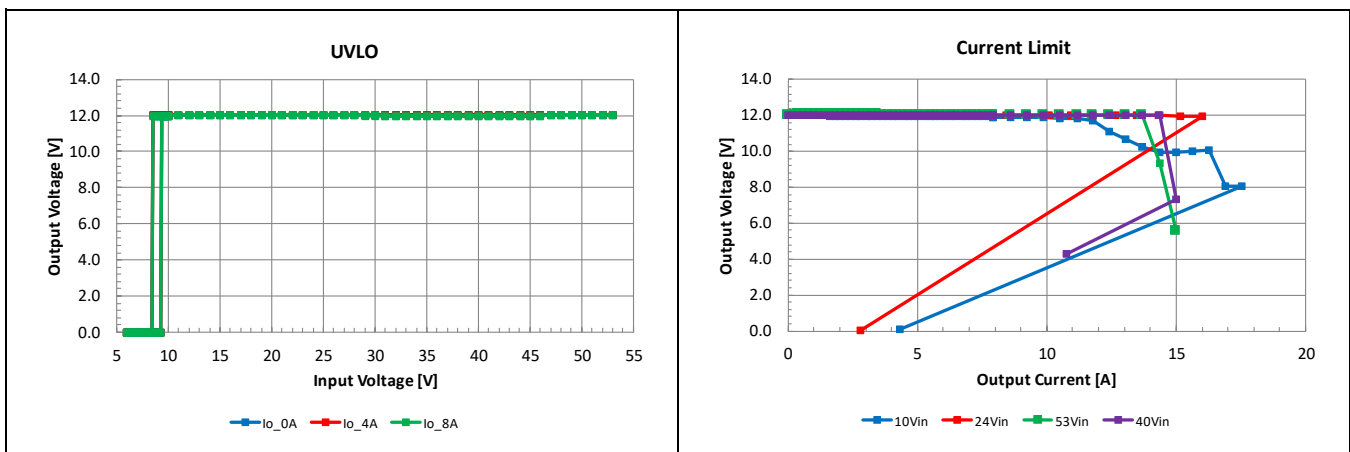 UVLO
14.0
12.0
10.0
8.0
6.0
4.0
2.0
0.0
Output Voltage [V]
5 10 15 20 25 30 35 40 45 50 55
Input Voltage [V]
Io_0A Io_4A Io_8A
Current Limit
14.0
12.0
10.0
8.0
6.0
4.0
2.0
0.0
Output Voltage [V]
0 5 10 15 20
Output Current [A]
10Vin 24Vin 53Vin 40Vin